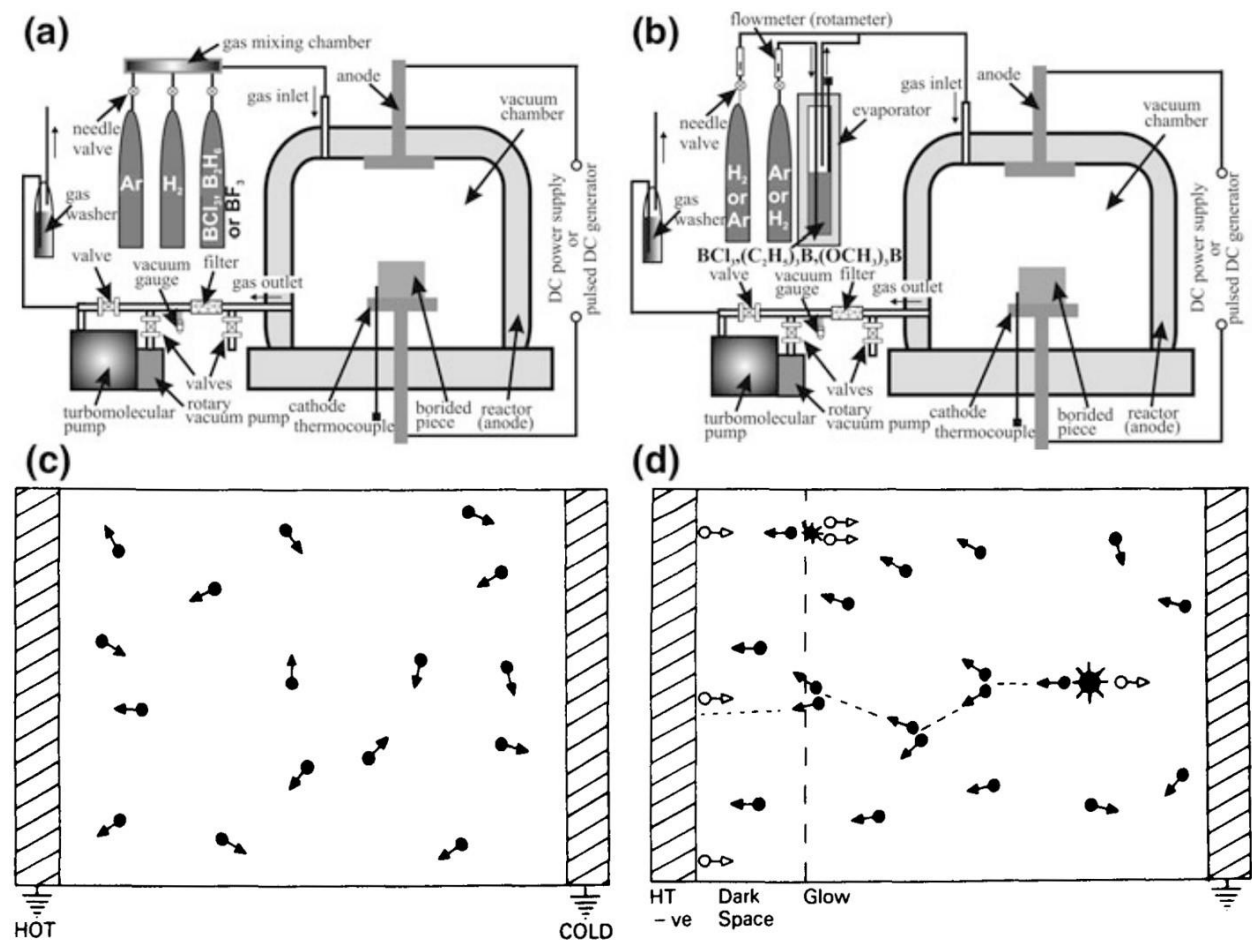 (a)
gas mixing chamber
anode
gas inlet
vacuum
chamber
needle
valve
Ar
H₂
BCl₃, B₂H₆
or BF₃
gas
washer
valve
vacuum
gauge
filter
gas outlet
DC power supply
or
pulsed DC generator
valves
turbomolecular
pump
rotary
vacuum pump
cathode
thermocouple
borided
piece
reactor
(anode)
(b)
flowmeter (rotameter)
anode
gas inlet
vacuum
chamber
evaporator
needle
valve
H₂
or
Ar
Ar
or
H₂
gas
washer
BCl₃,(C₂H₅)₃B,(OCH₃)₃B
valve
vacuum
gauge
filter
gas outlet
DC power supply
or
pulsed DC generator
valves
turbomolecular
pump
rotary
vacuum pump
cathode
thermocouple
borided
piece
reactor
(anode)
(c)
HOT
COLD
(d)
HT
-ve
Dark
Space
Glow